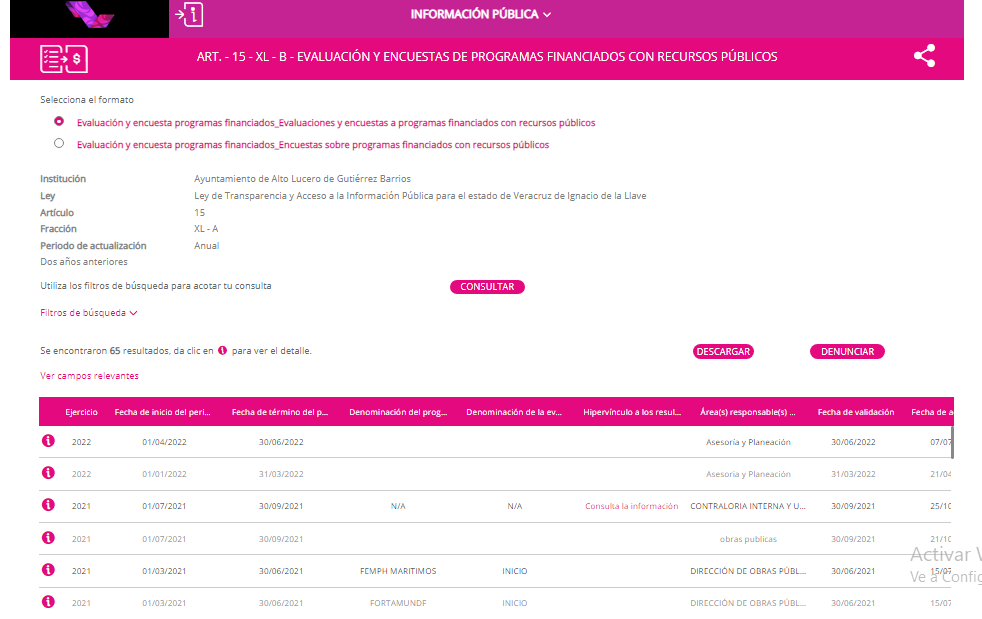 INFORMACIÓN PÚBLICA
ART. - 15 - XL - B - EVALUACIÓN Y ENCUESTAS DE PROGRAMAS FINANCIADOS CON RECURSOS PÚBLICOS
Selecciona el formato
Evaluación y encuesta programas financiados_Evaluaciones y encuestas a programas financiados con recursos públicos
Evaluación y encuesta programas financiados_Encuestas sobre programas financiados con recursos públicos
Institución Ayuntamiento de Alto Lucero de Gutiérrez Barrios
Ley Ley de Transparencia y Acceso a la Información Pública para el estado de Veracruz de Ignacio de la Llave
Artículo 15
Fracción XL - A
Periodo de actualización Anual
Dos años anteriores
Utiliza los filtros de búsqueda para acotar tu consulta CONSULTAR
Filtros de búsqueda
Se encontraron 65 resultados, da clic en i para ver el detalle. DESCARGAR DENUNCIAR
Ver campos relevantes
Ejercicio Fecha de inicio del peri... Fecha de término del p... Denominación del prog... Denominación de la ev... Hipervínculo a los resul... Área(s) responsable(s) ... Fecha de validación Fecha de a
2022 01/04/2022 30/06/2022 Asesoría y Planeación 30/06/2022 07/07
2022 01/01/2022 31/03/2022 Asesoria y Planeación 31/03/2022 21/04
2021 01/07/2021 30/09/2021 N/A N/A Consulta la información CONTRALORIA INTERNA Y U... 30/09/2021 25/10
2021 01/07/2021 30/09/2021 obras publicas 30/09/2021 21/10
2021 01/03/2021 30/06/2021 FEMPH MARITIMOS INICIO DIRECCIÓN DE OBRAS PÚBL... 30/06/2021 15/07
2021 01/03/2021 30/06/2021 FORTAMUNDF INICIO DIRECCIÓN DE OBRAS PÚBL... 30/06/2021 15/07
Activar
Ve a Config